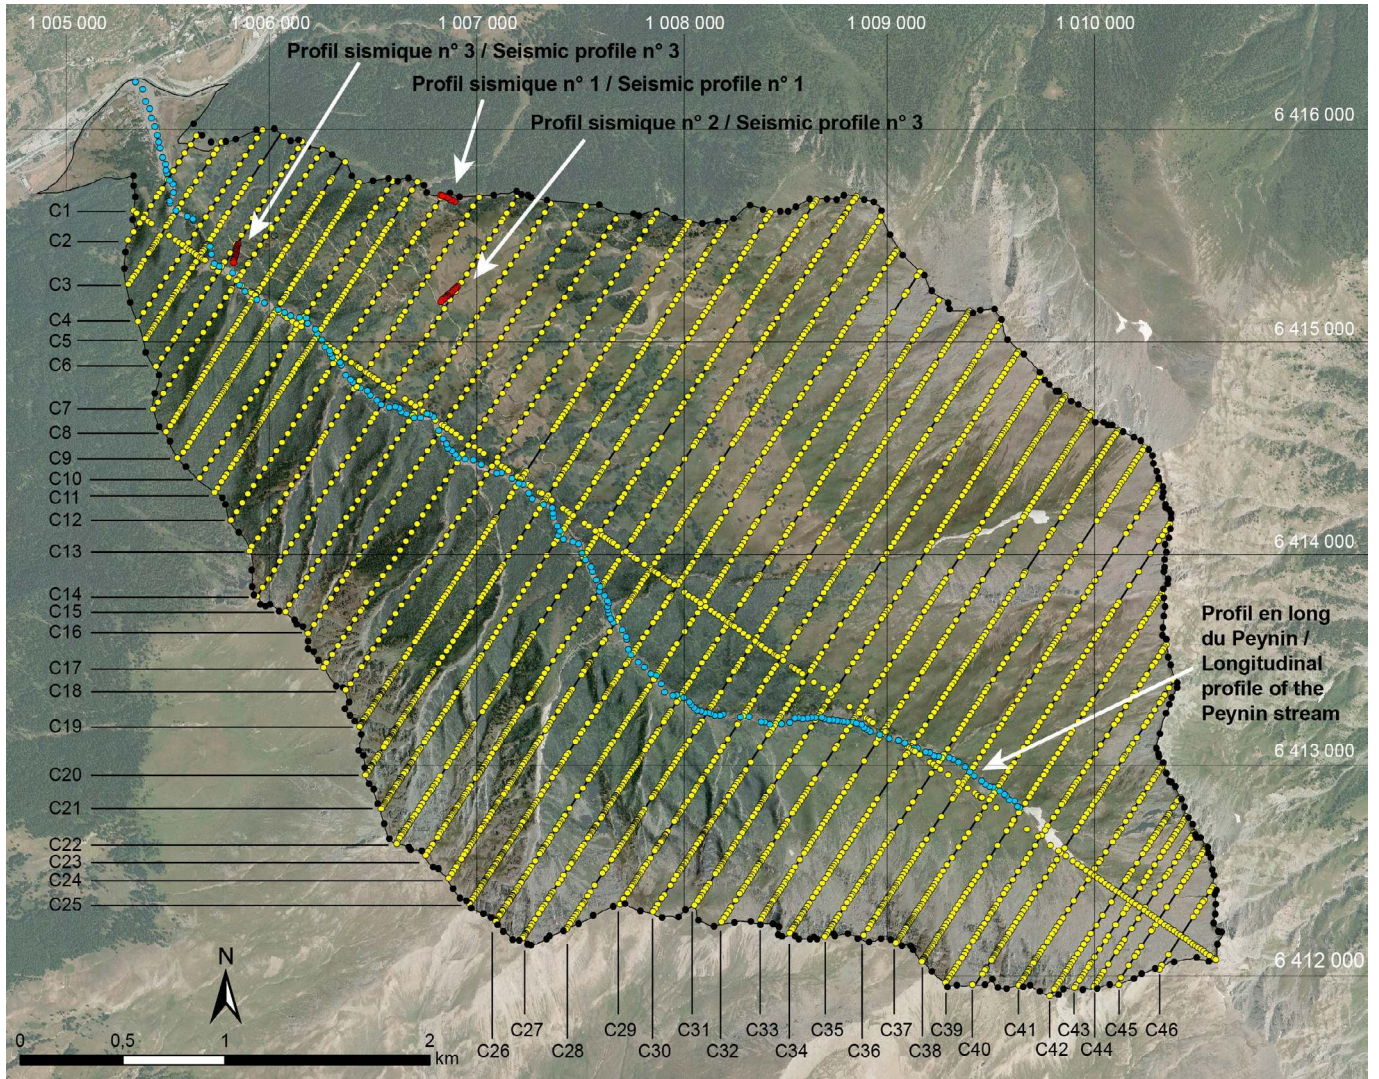 1 005 000
1 006 000
1 007 000
1 008 000
1 009 000
1 010 000
Profil sismique n° 3 / Seismic profile n° 3
Profil sismique n° 1 / Seismic profile n° 1
Profil sismique n° 2 / Seismic profile n° 3
6 416 000
6 415 000
6 414 000
6 413 000
6 412 000
C1
C2
C3
C4
C5
C6
C7
C8
C9
C10
C11
C12
C13
C14
C15
C16
C17
C18
C19
C20
C21
C22
C23
C24
C25
Profil en long
du Peynin /
Longitudinal
profile of the
Peynin stream
N
0 0,5 1 2 km
C26
C27
C28
C29
C30
C31
C32
C33
C34
C35
C36
C37
C38
C39
C40
C41
C42
C43
C44
C45
C46